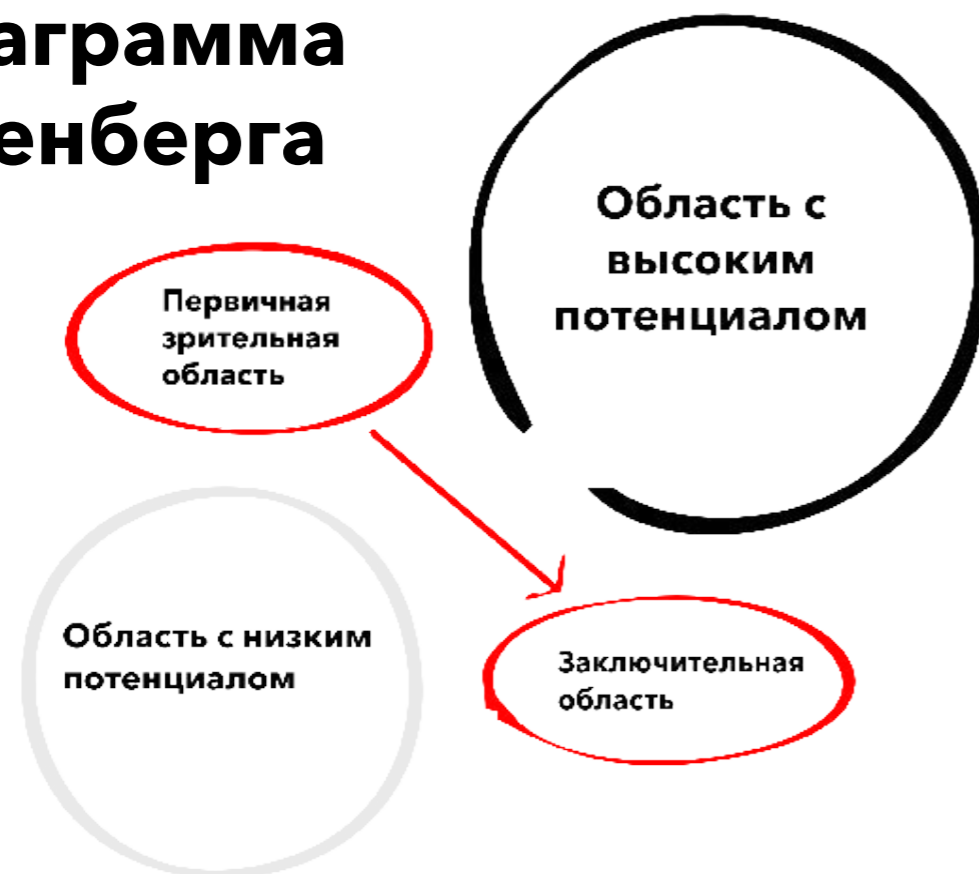 аграмма
енберга
Область с
высоким
потенциалом
Первичная
зрительная
область
Область с низким
потенциалом
Заключительная
область